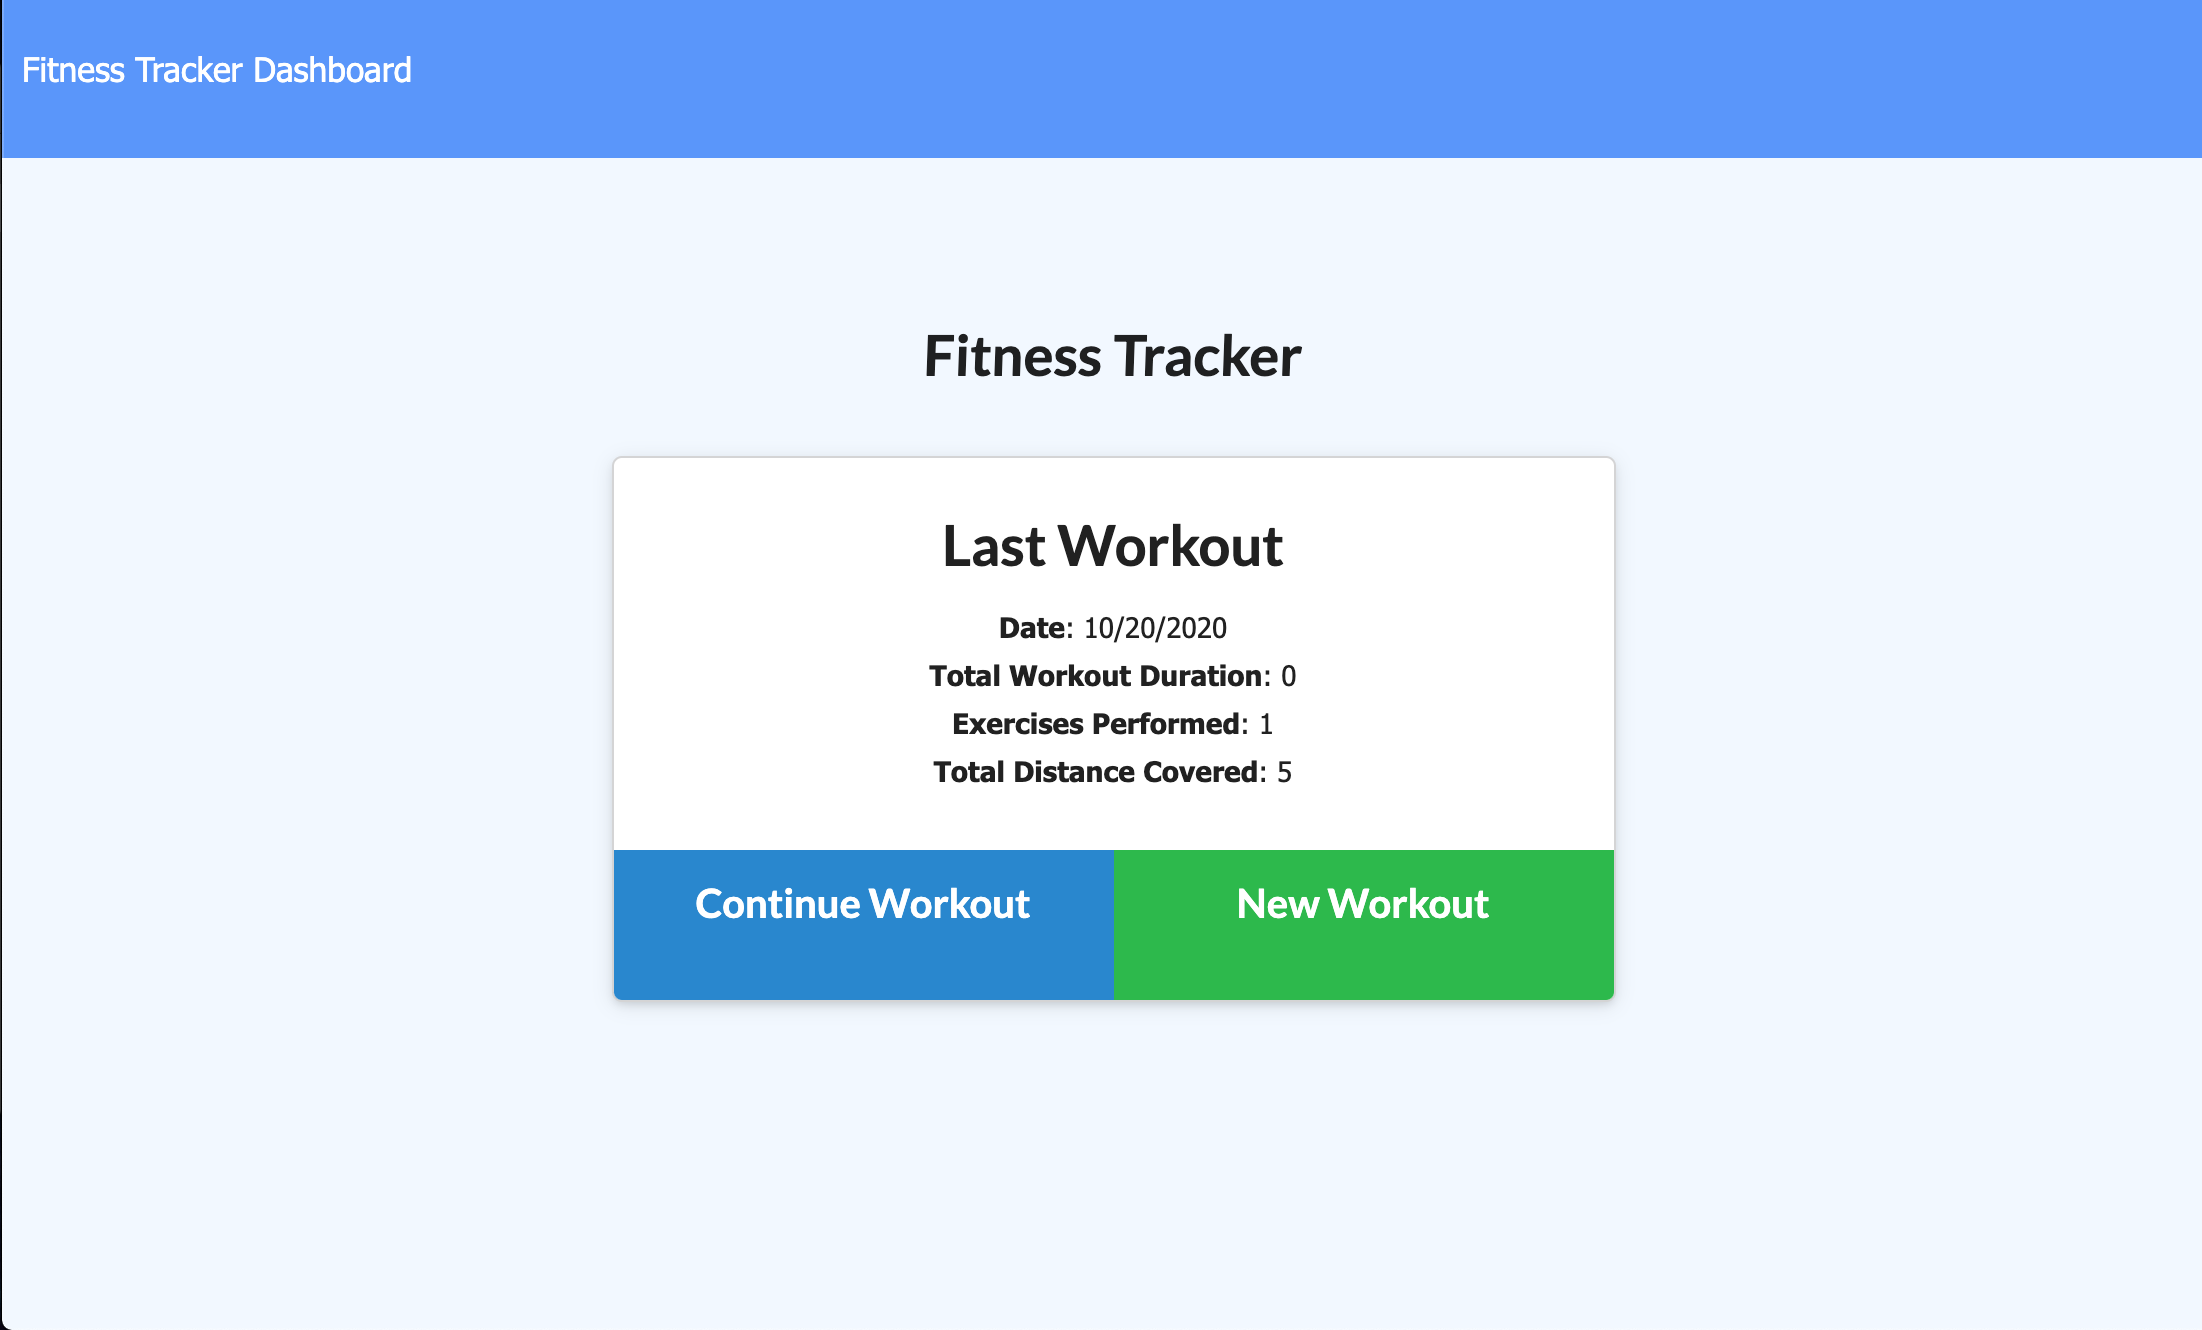 Fitness Tracker Dashboard
Fitness Tracker
Last Workout
Date: 10/20/2020
Total Workout Duration: 0
Exercises Performed: 1
Total Distance Covered: 5
Continue Workout
New Workout